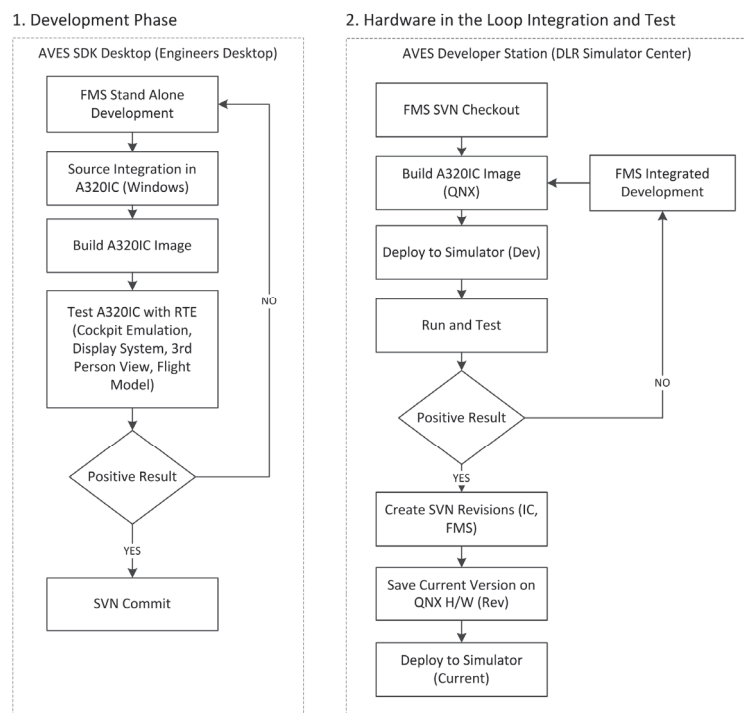 1. Development Phase
AVES SDK Desktop (Engineers Desktop)
FMS Stand Alone
Development
Source Integration in
A320IC (Windows)
Build A320IC Image
Test A320IC with RTE
(Cockpit Emulation,
Display System, 3rd
Person View, Flight
Model)
NO
Positive Result
YES
SVN Commit
2. Hardware in the Loop Integration and Test
AVES Developer Station (DLR Simulator Center)
FMS SVN Checkout
Build A320IC Image
(QNX)
FMS Integrated
Development
Deploy to Simulator (Dev)
Run and Test
NO
Positive Result
YES
Create SVN Revisions (IC,
FMS)
Save Current Version on
QNX H/W (Rev)
Deploy to Simulator
(Current)